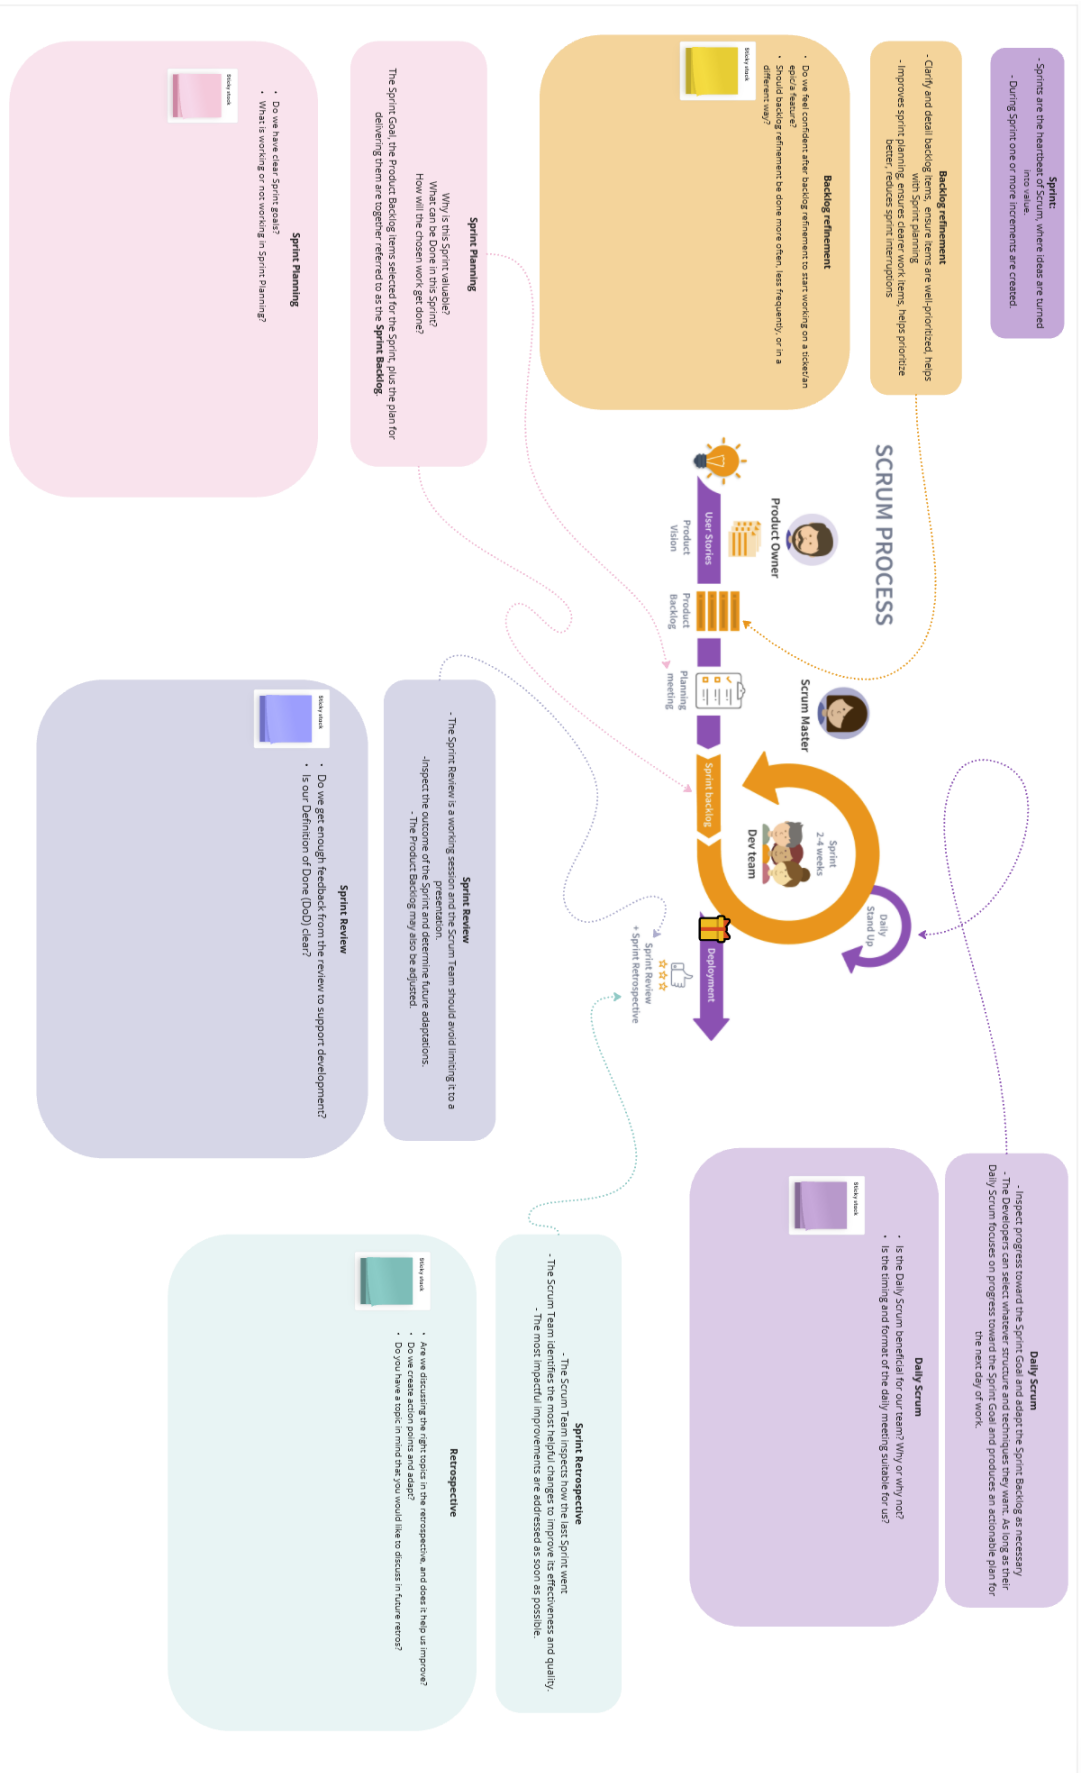 Sprint:
- Sprints are the heartbeat of Scrum, where ideas are turned
into value.
- During Sprint one or more increments are created.
Backlog refinement
- Clarify and detail backlog items, ensure items are well-prioritized, helps
with Sprint planning
- Improves sprint planning, ensures clearer work items, helps prioritize
better, reduces sprint interruptions
Backlog refinement
• Do we feel confident after backlog refinement to start working on a ticket/an
epic/a feature?
• Should backlog refinement be done more often, less frequently, or in a
different way?
Sticky stack
SCRUM PROCESS
Product Owner
User Stories
Product
Vision
Product
Backlog
Planning
meeting
Scrum Master
Sprint backlog
Sprint
2-4 weeks
Dev team
Daily
Stand Up
Deployment
Sprint Review
+ Sprint Retrospective
Daily Scrum
- Inspect progress toward the Sprint Goal and adapt the Sprint Backlog as necessary
- The Developers can select whatever structure and techniques they want. As long as their
Daily Scrum focuses on progress toward the Sprint Goal and produces an actionable plan for
the next day of work.
Daily Scrum
• Is the Daily Scrum beneficial for our team? Why or why not?
• Is the timing and format of the daily meeting suitable for us?
Sticky stack
Sprint Planning
Why is this Sprint valuable?
What can be Done in this Sprint?
How will the chosen work get done?
The Sprint Goal, the Product Backlog items selected for the Sprint, plus the plan for
delivering them are together referred to as the Sprint Backlog.
Sprint Planning
• Do we have clear Sprint goals?
• What is working or not working in Sprint Planning?
Sticky stack
Sprint Review
- The Sprint Review is a working session and the Scrum Team should avoid limiting it to a
presentation.
-Inspect the outcome of the Sprint and determine future adaptations.
- The Product Backlog may also be adjusted.
Sprint Review
• Do we get enough feedback from the review to support development?
• Is our Definition of Done (DoD) clear?
Sticky stack
Sprint Retrospective
- The Scrum Team inspects how the last Sprint went
- The Scrum Team identifies the most helpful changes to improve its effectiveness and quality.
- The most impactful improvements are addressed as soon as possible.
Retrospective
• Are we discussing the right topics in the retrospective, and does it help us improve?
• Do we create action points and adapt?
• Do you have a topic in mind that you would like to discuss in future retros?
Sticky stack